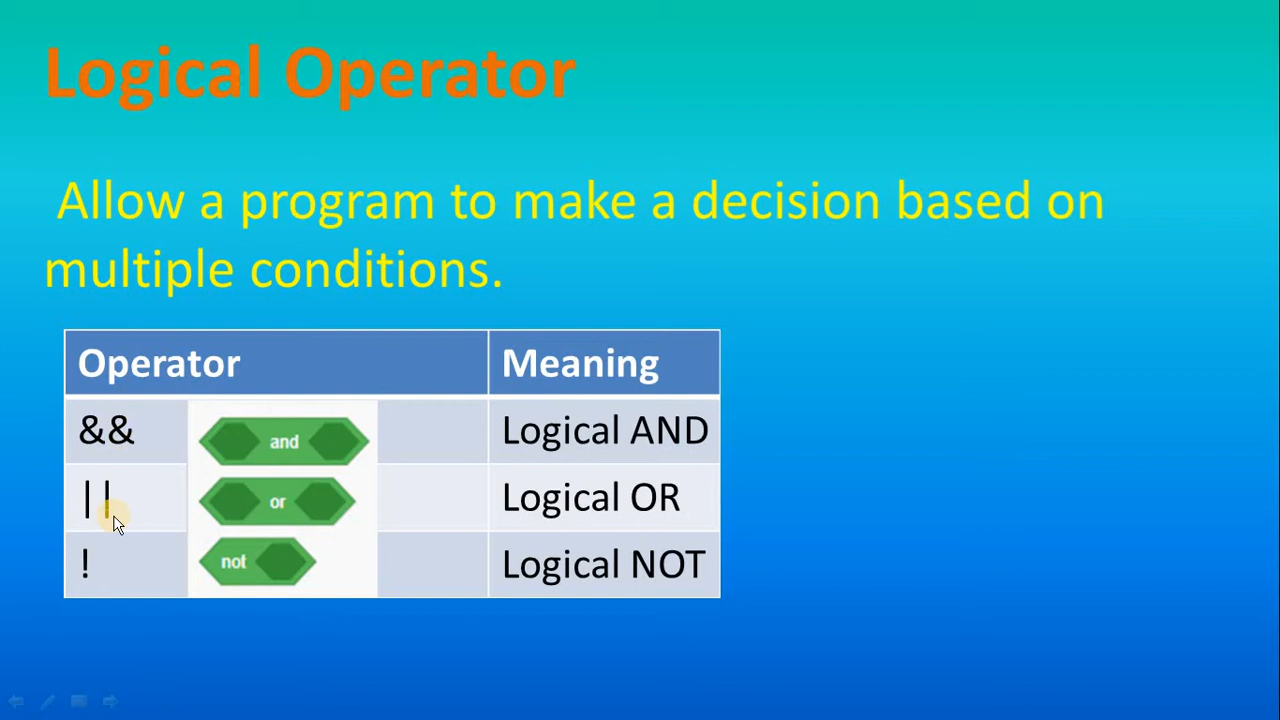 Logical Operator
Allow a program to make a decision based on
multiple conditions.
Operator Meaning
&& and Logical AND
|| or Logical OR
! not Logical NOT